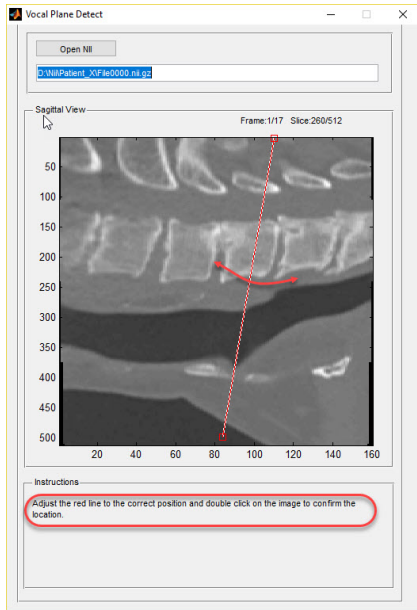 Vocal Plane Detect
Open NII
D:\Nii\Patient_X\File0000.nii.gz
Sagittal View
Frame:1/17 Slice:260/512
50
100
150
200
250
300
350
400
450
500
20 40 60 80 100 120 140 160
Instructions
Adjust the red line to the correct position and double click on the image to confirm the
location.